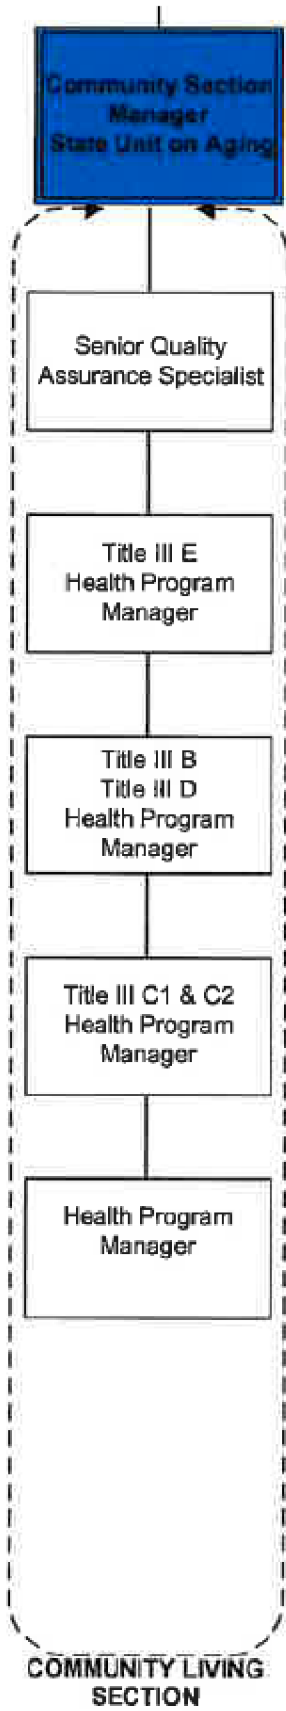 Community Section
Manager
State Unit on Aging
Senior Quality
Assurance Specialist
Title III E
Health Program
Manager
Title III B
Title III D
Health Program
Manager
Title III C1 & C2
Health Program
Manager
Health Program
Manager
COMMUNITY LIVING
SECTION